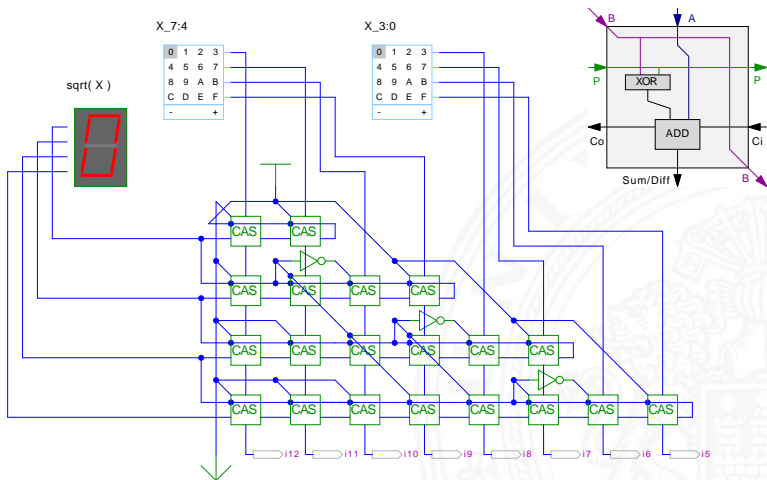 X_7:4
X_3:0
B
A
0 1 2 3
4 5 6 7
8 9 A B
C D E F
- +
0 1 2 3
4 5 6 7
8 9 A B
C D E F
- +
sqrt( X )
0
P
XOR
P
ADD
Co
Ci
Sum/Diff
B
CAS CAS
CAS CAS CAS CAS
CAS CAS CAS CAS CAS CAS
CAS CAS CAS CAS CAS CAS CAS CAS
i12 i11 i10 i9 i8 i7 i6 i5